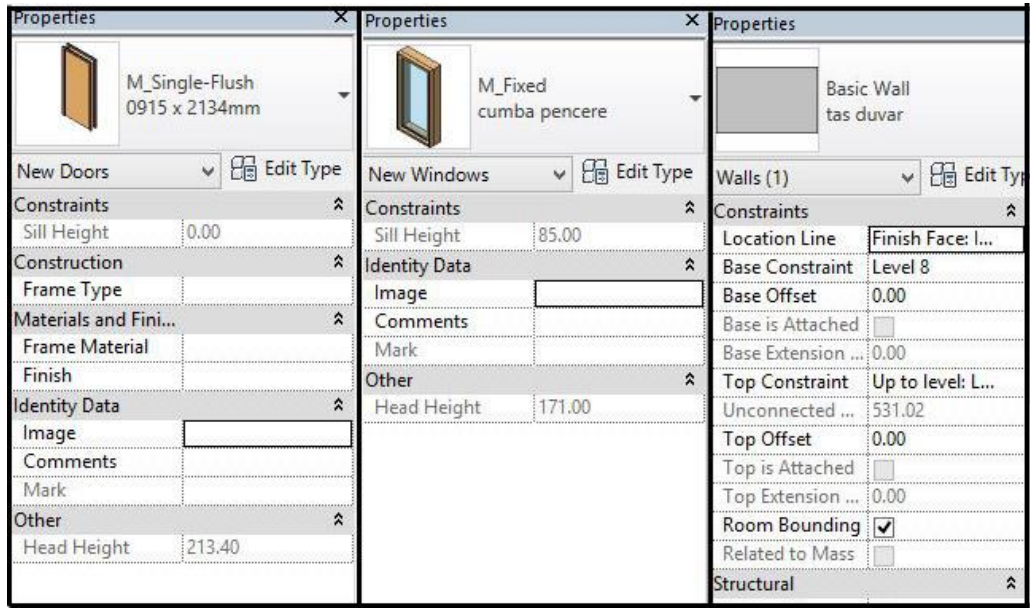 Properties
M_Single-Flush
0915 x 2134mm
New Doors
Edit Type
Constraints
Sill Height 0.00
Construction
Frame Type
Materials and Fini...
Frame Material
Finish
Identity Data
Image
Comments
Mark
Other
Head Height 213.40
Properties
M_Fixed
cumba pencere
New Windows
Edit Type
Constraints
Sill Height 85.00
Identity Data
Image
Comments
Mark
Other
Head Height 171.00
Properties
Basic Wall
tas duvar
Walls (1)
Edit Typ
Constraints
Location Line Finish Face: I...
Base Constraint Level 8
Base Offset 0.00
Base is Attached
Base Extension ... 0.00
Top Constraint Up to level: L...
Unconnected ... 531.02
Top Offset 0.00
Top is Attached
Top Extension ... 0.00
Room Bounding
Related to Mass
Structural